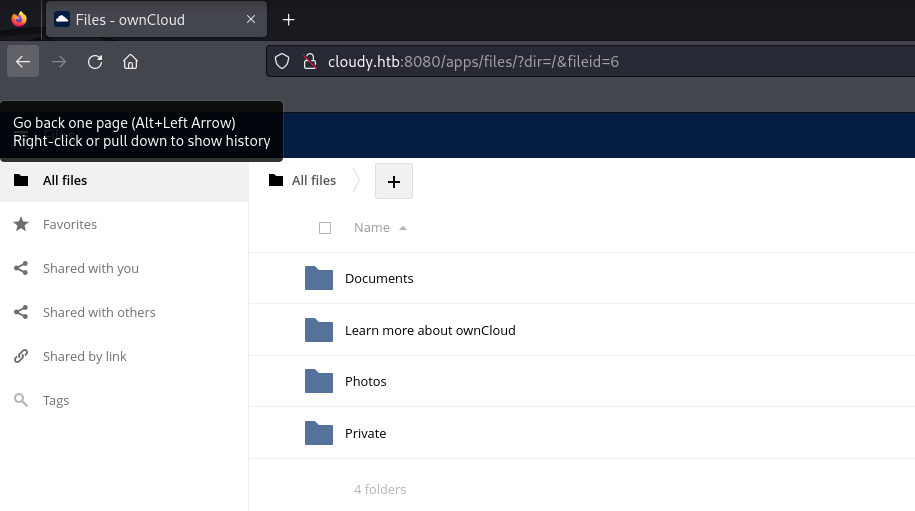 Files - ownCloud
cloudy.htb:8080/apps/files/?dir=/&fileid=6
Go back one page (Alt+Left Arrow)
Right-click or pull down to show history
All files
Favorites
Shared with you
Shared with others
Shared by link
Tags
All files
Name
Documents
Learn more about ownCloud
Photos
Private
4 folders